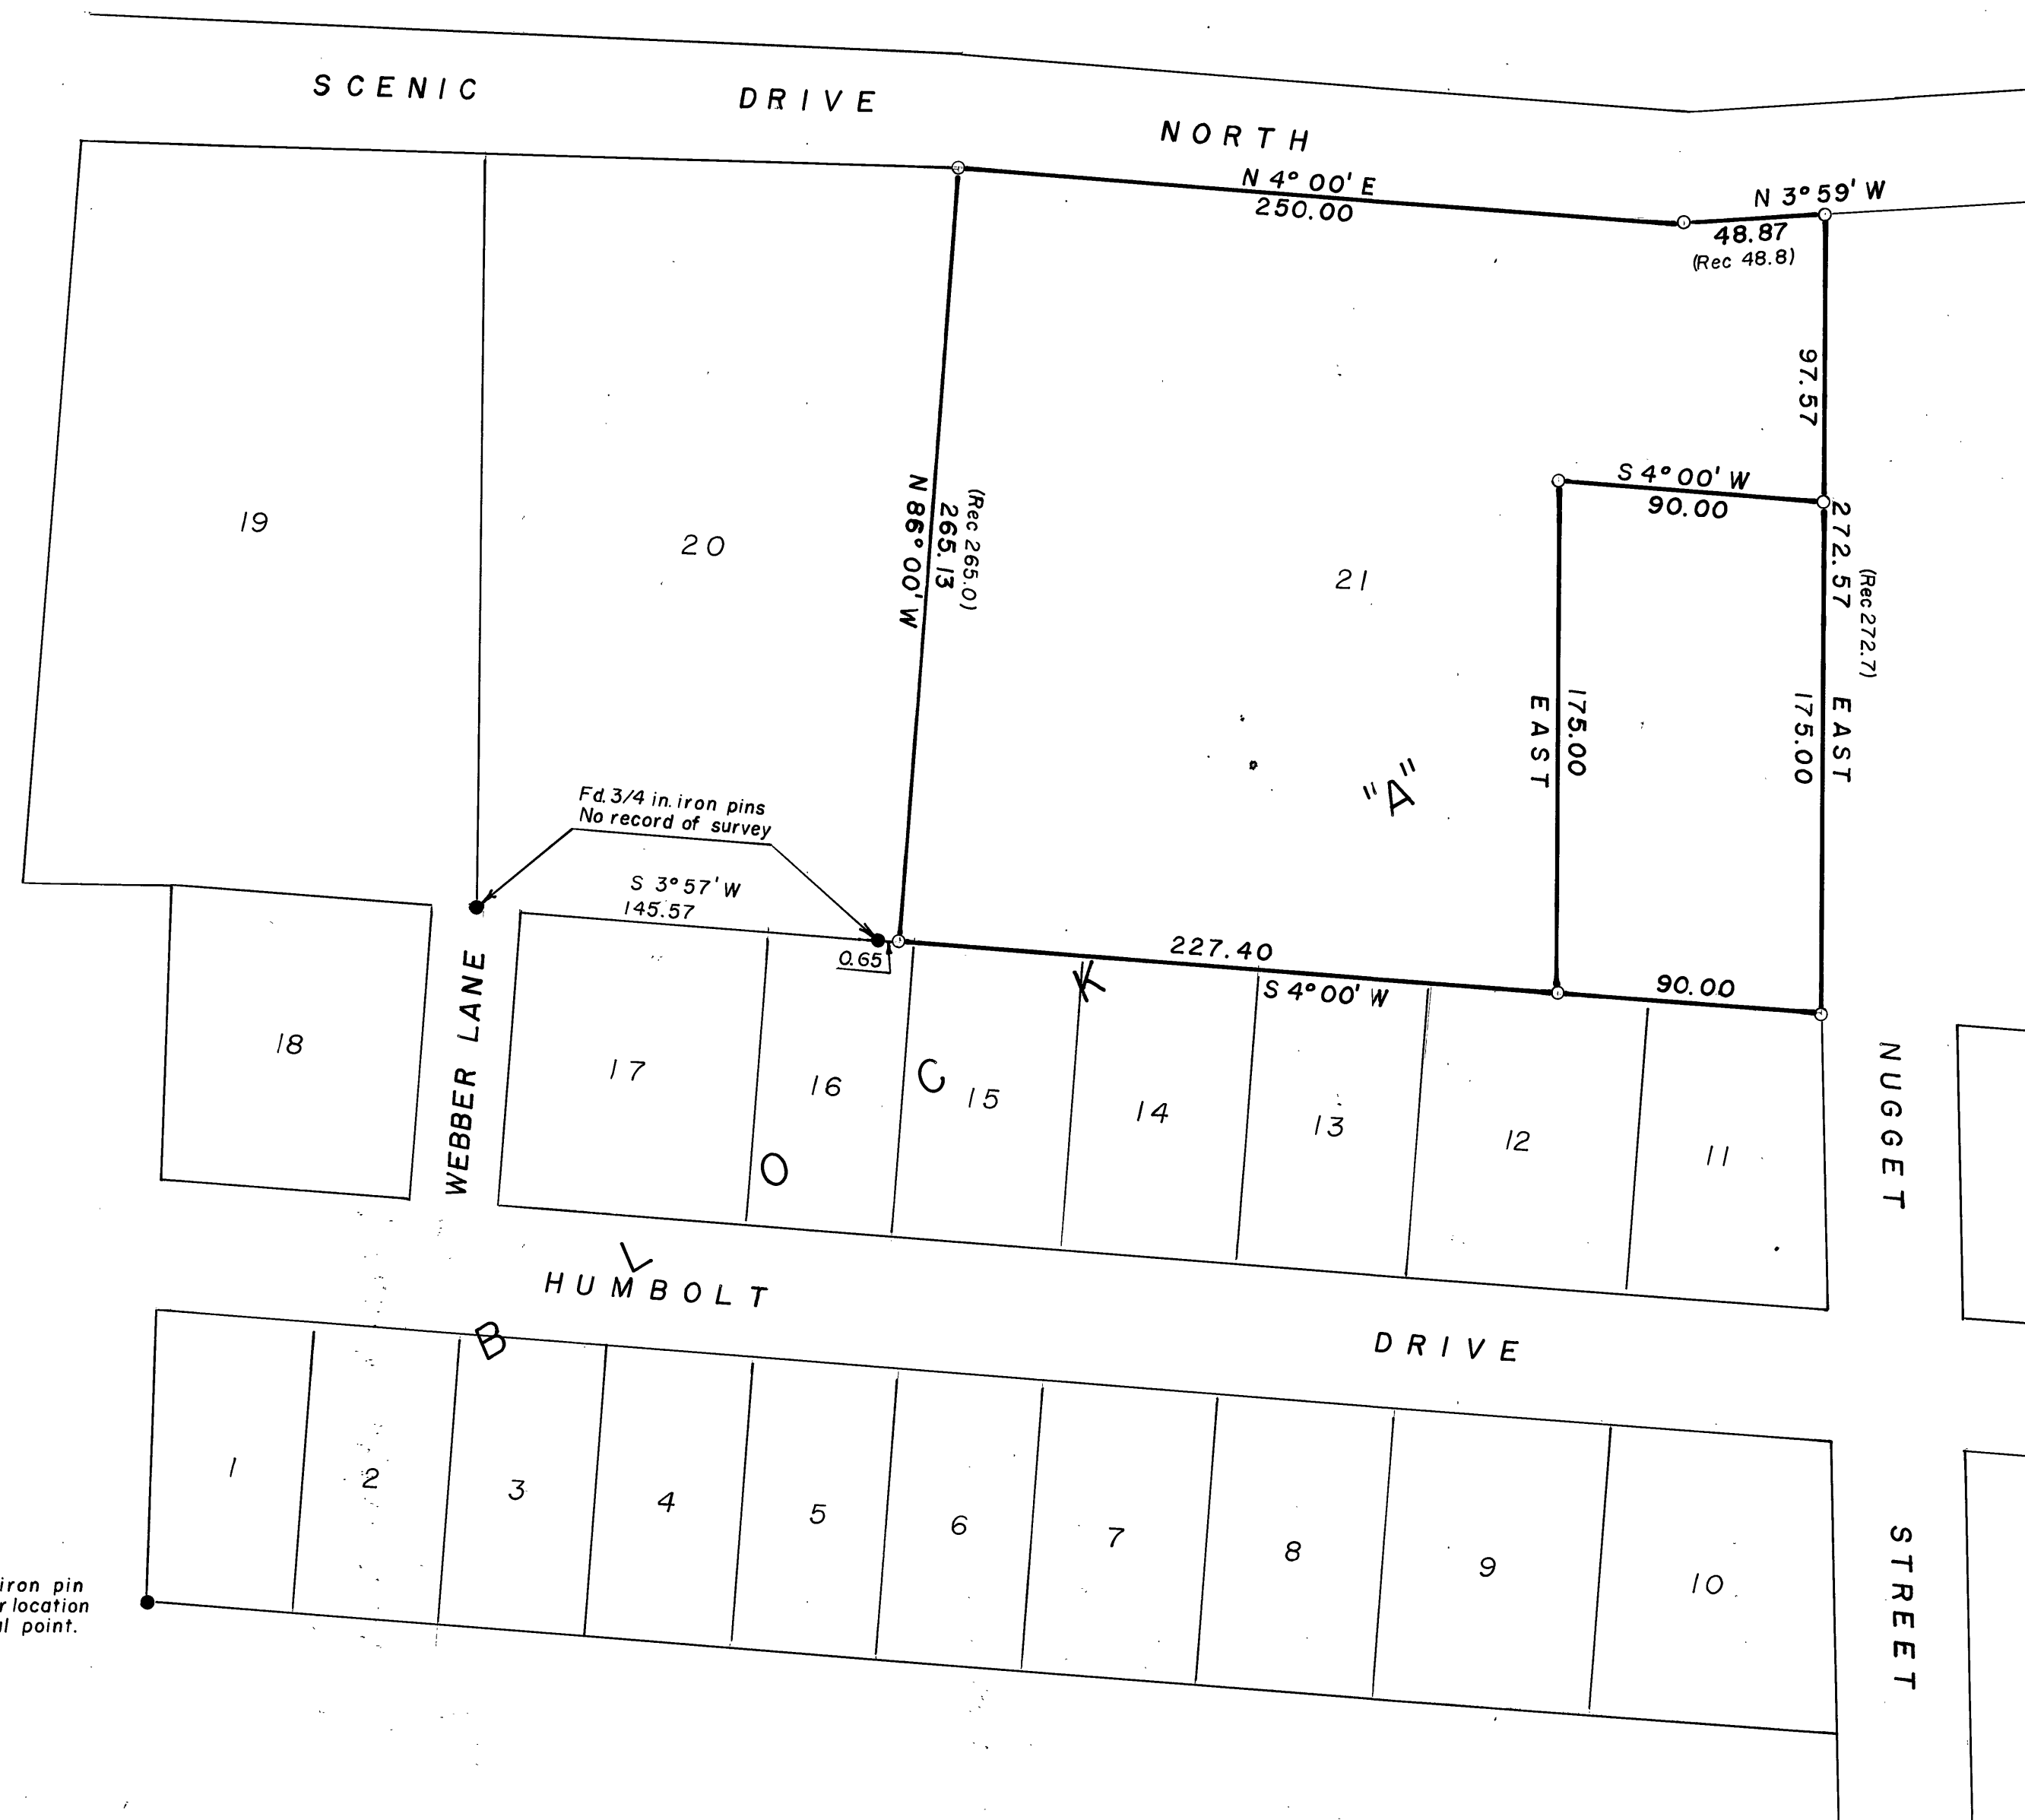 SCENIC DRIVE NORTH
N 4° 00' E
250.00
N 3° 59' W
48.87
(Rec 48.8)
97.57
S 4° 00' W
90.00
272.57
(Rec 272.7)
EAST
175.00
175.00
EAST
N 86° 00' W
265.13
(Rec 265.0)
19
20
21
Fd. 3/4 in. iron pins
No record of survey
S 3° 57' W
145.57
0.65
227.40
S 4° 00' W
90.00
BLOCK "A"
18
WEBBER LANE
17
16
15
14
13
12
11
NUGGET STREET
HUMBOLT DRIVE
1
2
3
4
5
6
7
8
9
10
iron pin
location
point.